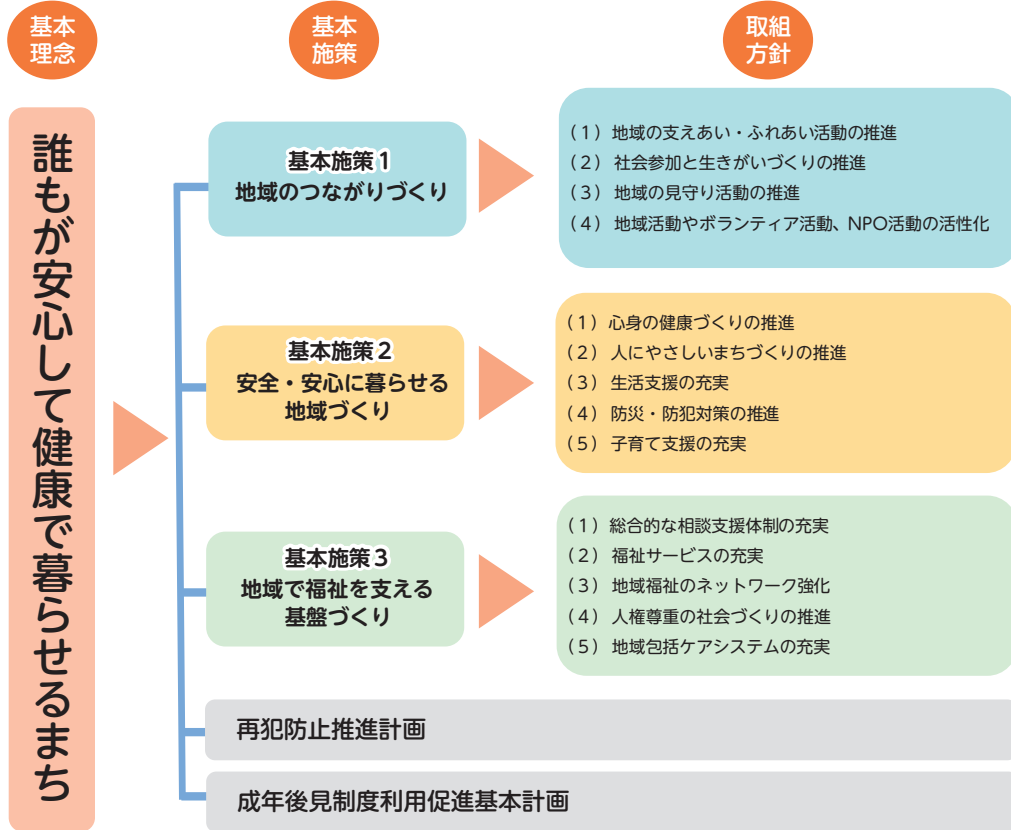 基本
理念
基本
施策
取組
方針
誰もが安心して健康で暮らせるまち
基本施策1
地域のつながりづくり
(1) 地域の支えあい・ふれあい活動の推進
(2) 社会参加と生きがいづくりの推進
(3) 地域の見守り活動の推進
(4) 地域活動やボランティア活動、NPO活動の活性化
基本施策2
安全・安心に暮らせる
地域づくり
(1) 心身の健康づくりの推進
(2) 人にやさしいまちづくりの推進
(3) 生活支援の充実
(4) 防災・防犯対策の推進
(5) 子育て支援の充実
基本施策3
地域で福祉を支える
基盤づくり
(1) 総合的な相談支援体制の充実
(2) 福祉サービスの充実
(3) 地域福祉のネットワーク強化
(4) 人権尊重の社会づくりの推進
(5) 地域包括ケアシステムの充実
再犯防止推進計画
成年後見制度利用促進基本計画